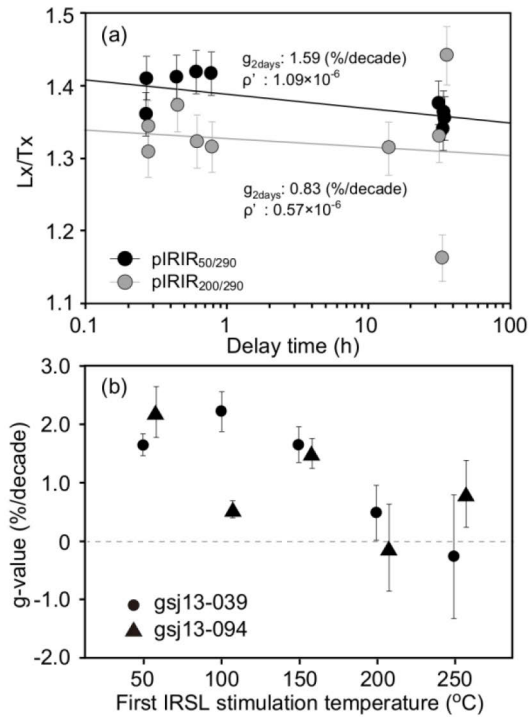 (a)
g2days: 1.59 (%/decade)
ρ' : 1.09×10-6
1.5
1.4
1.3
1.2
1.1
Lx/Tx
g2days: 0.83 (%/decade)
ρ' : 0.57×10-6
pIRIR50/290
pIRIR200/290
0.1 1 10 100
Delay time (h)
(b)
3.0
2.0
1.0
0
-1.0
-2.0
g-value (%/decade)
gsj13-039
gsj13-094
50 100 150 200 250
First IRSL stimulation temperature (oC)